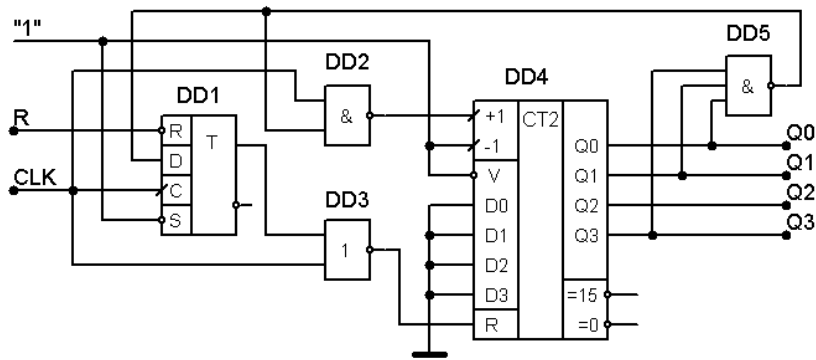 "1"
DD5
DD2
&
DD4
DD1
&
+1
CT2
R
R
T
-1
Q0
Q0
D
V
Q1
Q1
CLK
C
DD3
D0
Q2
Q2
S
D1
Q3
Q3
1
D2
D3
=15
R
=0